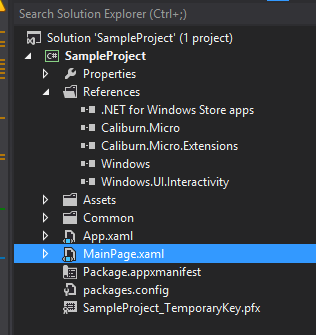 Search Solution Explorer (Ctrl+;)
Solution 'SampleProject' (1 project)
C# SampleProject
Properties
References
.NET for Windows Store apps
Caliburn.Micro
Caliburn.Micro.Extensions
Windows
Windows.UI.Interactivity
Assets
Common
App.xaml
MainPage.xaml
Package.appxmanifest
packages.config
SampleProject_TemporaryKey.pfx